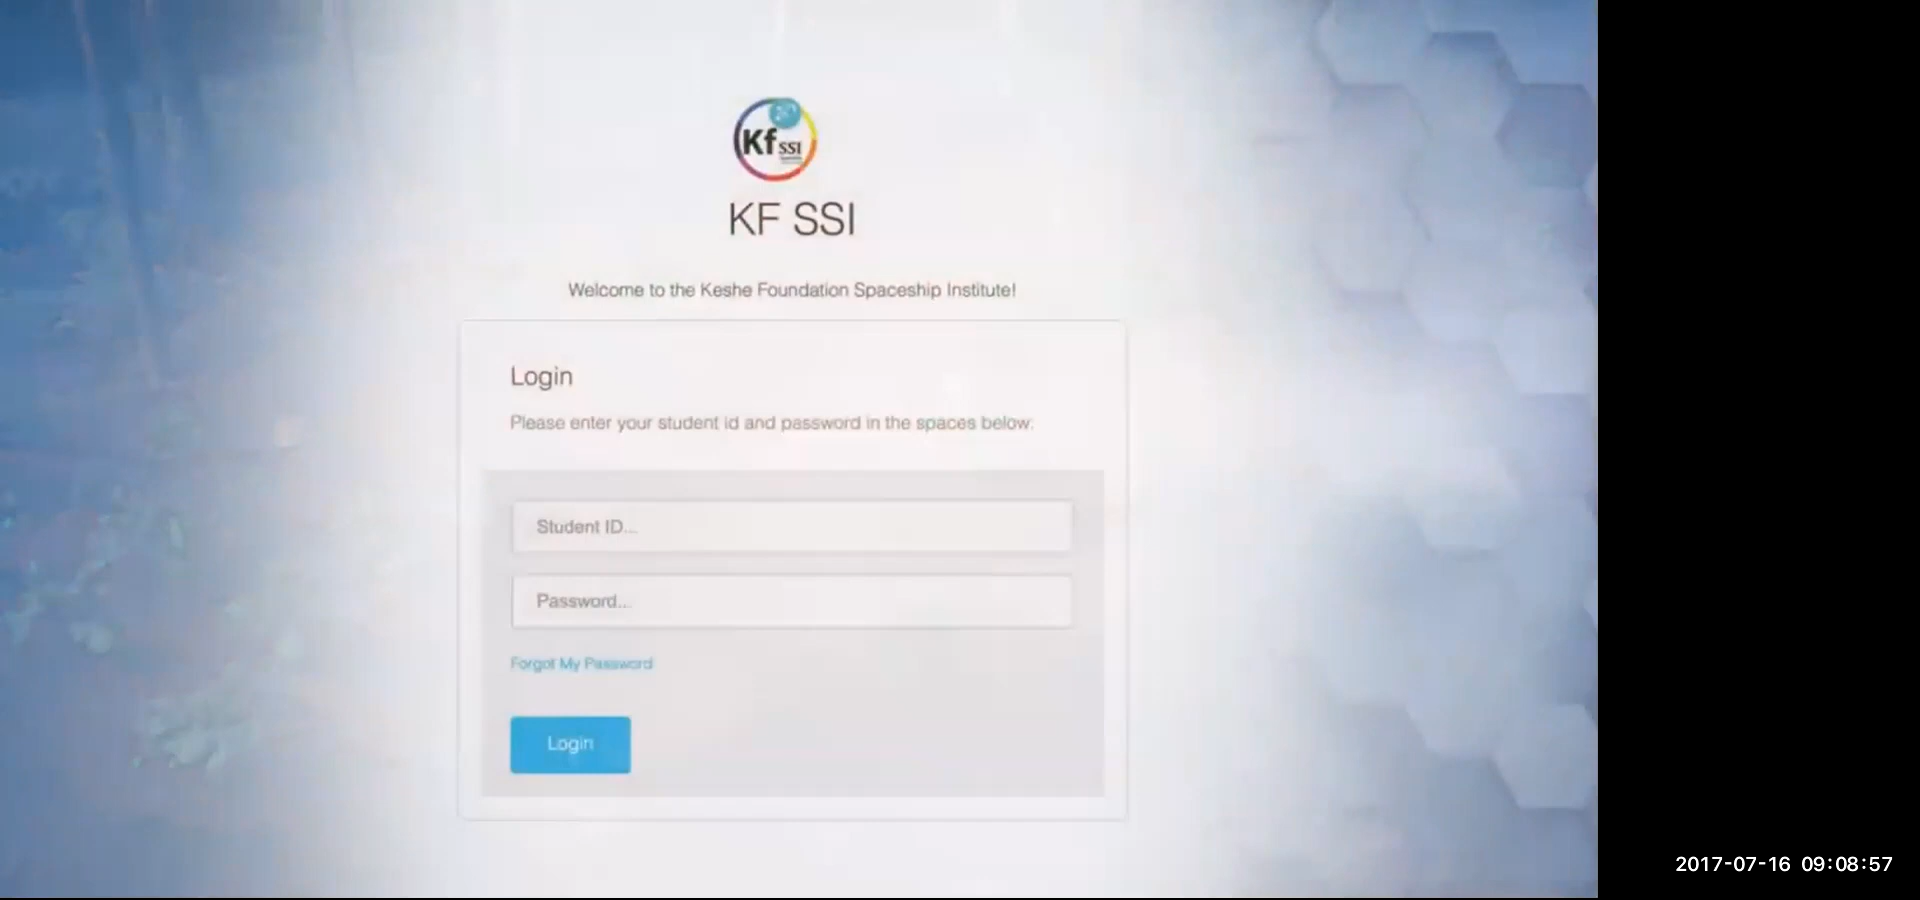 Kf SSI
KF SSI
Welcome to the Keshe Foundation Spaceship Institute!
Login
Please enter your student id and password in the spaces below:
Student ID...
Password...
Forgot My Password
Login
2017-07-16 09:08:57